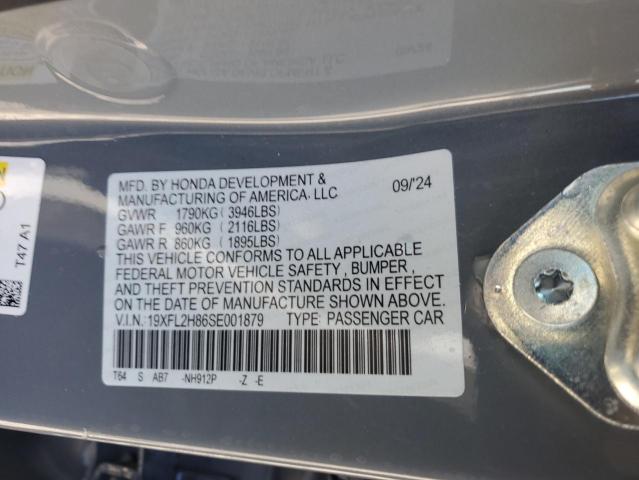 MFD. BY HONDA DEVELOPMENT &
MANUFACTURING OF AMERICA, LLC 09/'24
GVWR 1790KG ( 3946LBS)
GAWR F 960KG ( 2116LBS)
GAWR R 860KG ( 1895LBS)
THIS VEHICLE CONFORMS TO ALL APPLICABLE
FEDERAL MOTOR VEHICLE SAFETY , BUMPER ,
AND THEFT PREVENTION STANDARDS IN EFFECT
ON THE DATE OF MANUFACTURE SHOWN ABOVE.
V.I.N.: 19XFL2H86SE001879 TYPE: PASSENGER CAR
T64 S AB7 -NH912P -Z -E
T47 A1